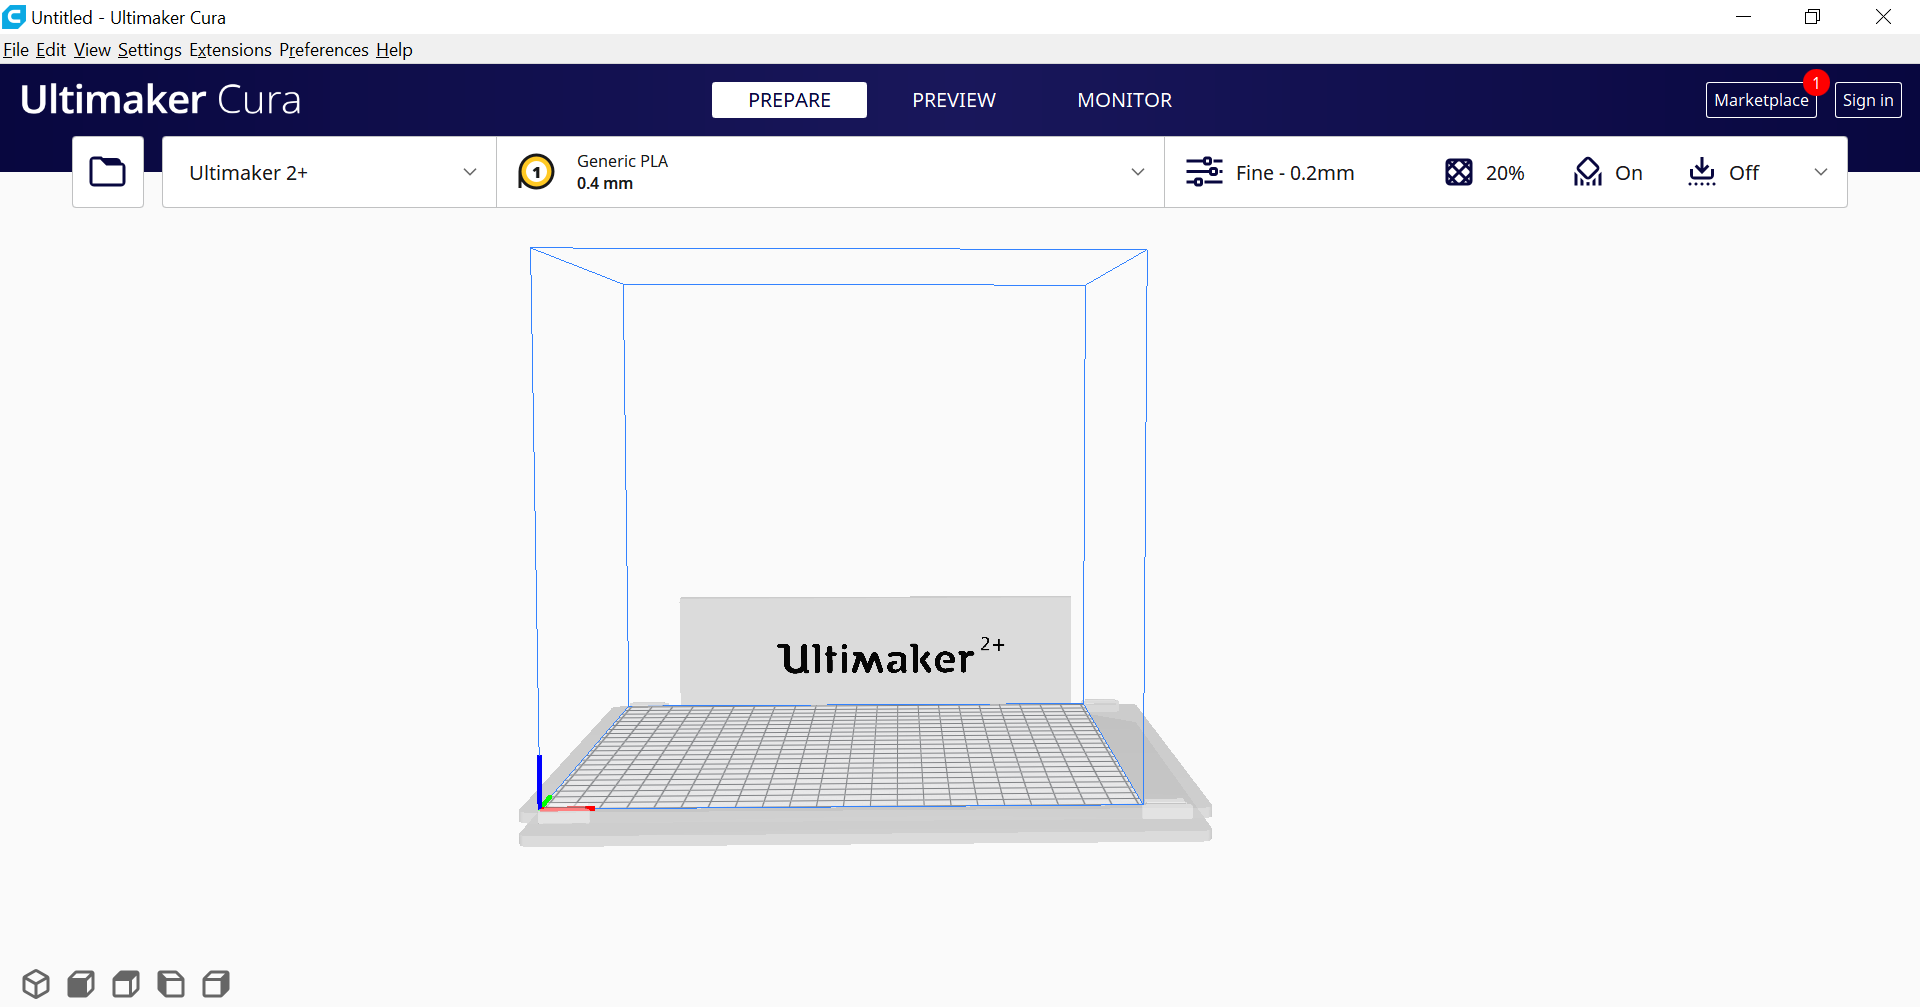 Untitled - Ultimaker Cura
File Edit View Settings Extensions Preferences Help
Ultimaker Cura
PREPARE
PREVIEW
MONITOR
Marketplace
1
Sign in
Ultimaker 2+
1
Generic PLA
0.4 mm
Fine - 0.2mm
20%
On
Off
Ultimaker 2+